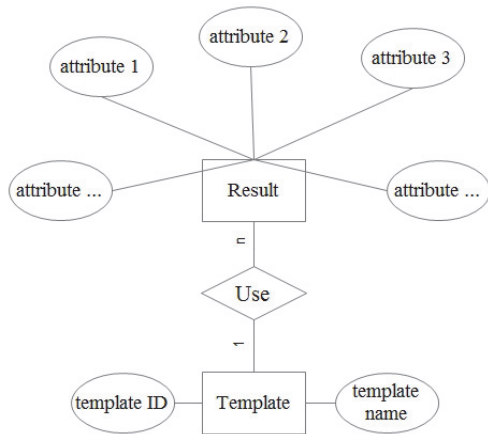 attribute 2
attribute 1
attribute 3
attribute ...
Result
attribute ...
n
Use
1
template ID
Template
template
name